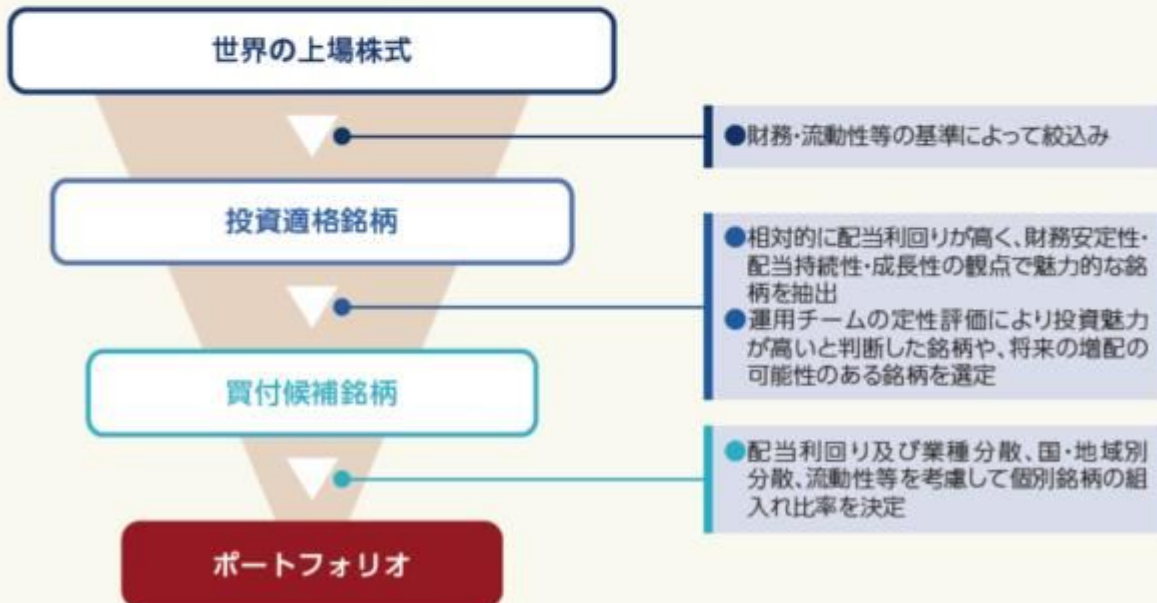 世界の上場株式
●財務・流動性等の基準によって絞込み
投資適格銘柄
●相対的に配当利回りが高く、財務安定性・
配当持続性・成長性の観点で魅力的な銘
柄を抽出
●運用チームの定性評価により投資魅力
が高いと判断した銘柄や、将来の増配の
可能性のある銘柄を選定
買付候補銘柄
●配当利回り及び業種分散、国・地域別
分散、流動性等を考慮して個別銘柄の組
入れ比率を決定
ポートフォリオ